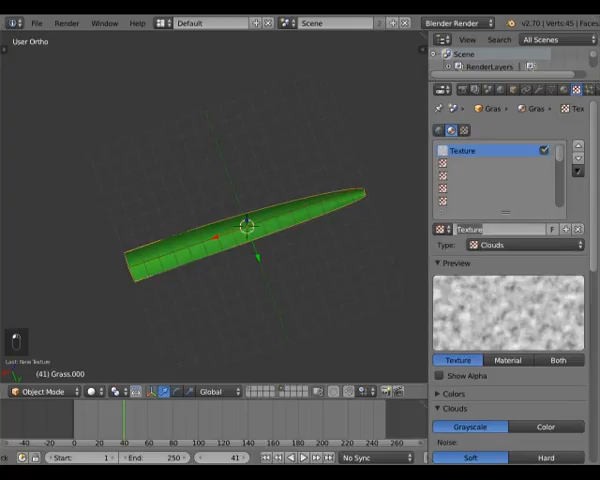 File Render Window Help Default Scene Blender Render v2.70 | Verts:45 | Faces:
User Ortho
View Search All Scenes
Scene
RenderLayers
Gras Gras Tex
Texture
Texture F
Type: Clouds
Preview
Texture Material Both
Show Alpha
Colors
Clouds
Grayscale Color
Noise:
Soft Hard
Last: New Texture
(41) Grass.000
Object Mode Global
-40 -20 0 20 40 60 80 100 120 140 160 180 200 220 240 260
rk Start: 1 End: 250 41 No Sync